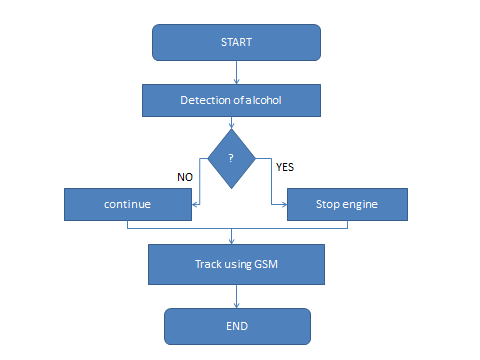 START
Detection of alcohol
?
NO
YES
continue
Stop engine
Track using GSM
END